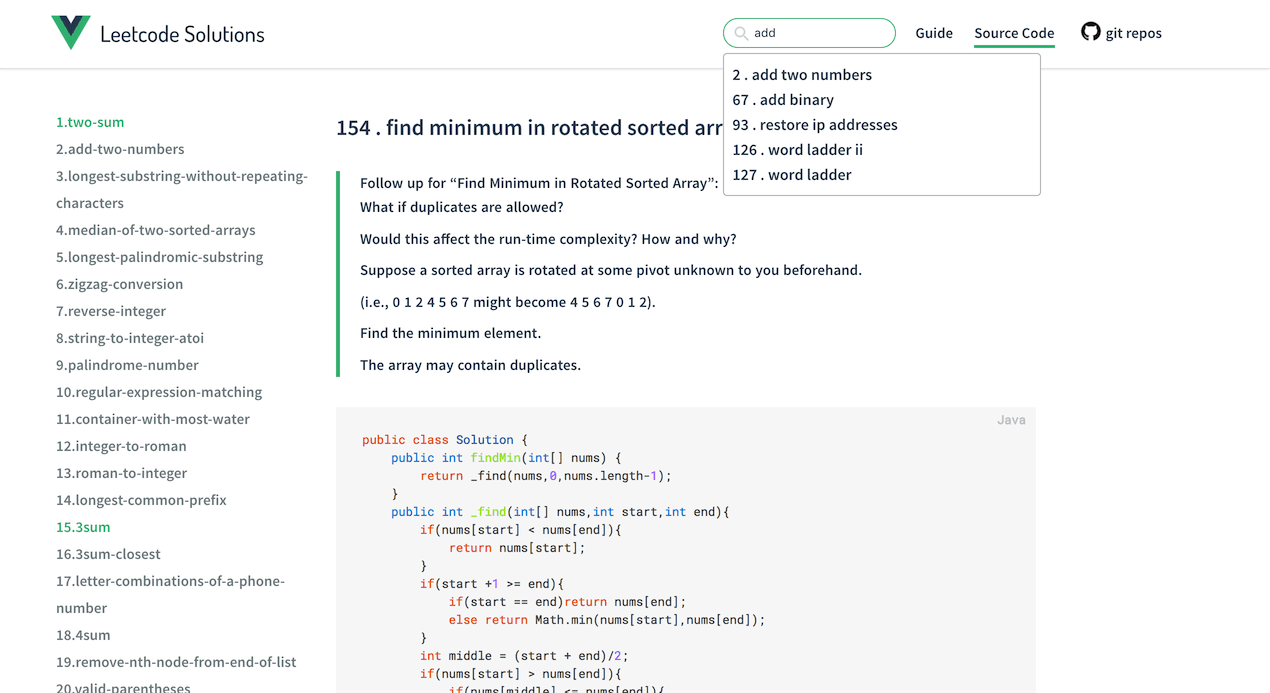 Leetcode Solutions
add
Guide
Source Code
git repos
2 . add two numbers
67 . add binary
93 . restore ip addresses
126 . word ladder ii
127 . word ladder
1.two-sum
2.add-two-numbers
3.longest-substring-without-repeating-
characters
4.median-of-two-sorted-arrays
5.longest-palindromic-substring
6.zigzag-conversion
7.reverse-integer
8.string-to-integer-atoi
9.palindrome-number
10.regular-expression-matching
11.container-with-most-water
12.integer-to-roman
13.roman-to-integer
14.longest-common-prefix
15.3sum
16.3sum-closest
17.letter-combinations-of-a-phone-
number
18.4sum
19.remove-nth-node-from-end-of-list
20.valid-parentheses
154 . find minimum in rotated sorted arr
Follow up for “Find Minimum in Rotated Sorted Array”:
What if duplicates are allowed?
Would this affect the run-time complexity? How and why?
Suppose a sorted array is rotated at some pivot unknown to you beforehand.
(i.e., 0 1 2 4 5 6 7 might become 4 5 6 7 0 1 2).
Find the minimum element.
The array may contain duplicates.
Java
public class Solution {
    public int findMin(int[] nums) {
        return _find(nums,0,nums.length-1);
    }
    public int _find(int[] nums,int start,int end){
        if(nums[start] < nums[end]){
            return nums[start];
        }
        if(start +1 >= end){
            if(start == end)return nums[end];
            else return Math.min(nums[start],nums[end]);
        }
        int middle = (start + end)/2;
        if(nums[start] > nums[end]){
            if(nums[middle] <= nums[end]){